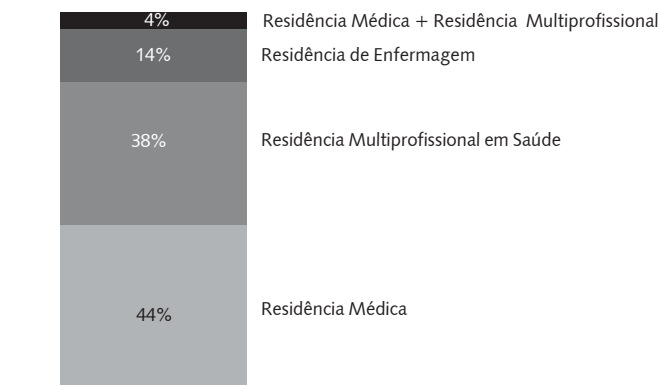 4% Residência Médica + Residência Multiprofissional
14% Residência de Enfermagem
38% Residência Multiprofissional em Saúde
44% Residência Médica